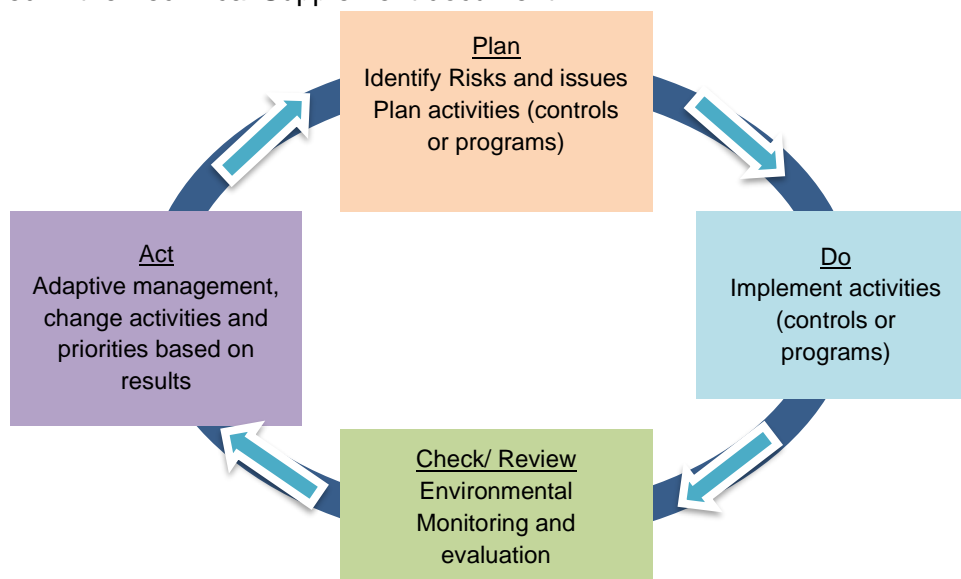 Plan
Identify Risks and issues
Plan activities (controls
or programs)
Do
Implement activities
(controls or
programs)
Check/ Review
Environmental
Monitoring and
evaluation
Act
Adaptive management,
change activities and
priorities based on
results